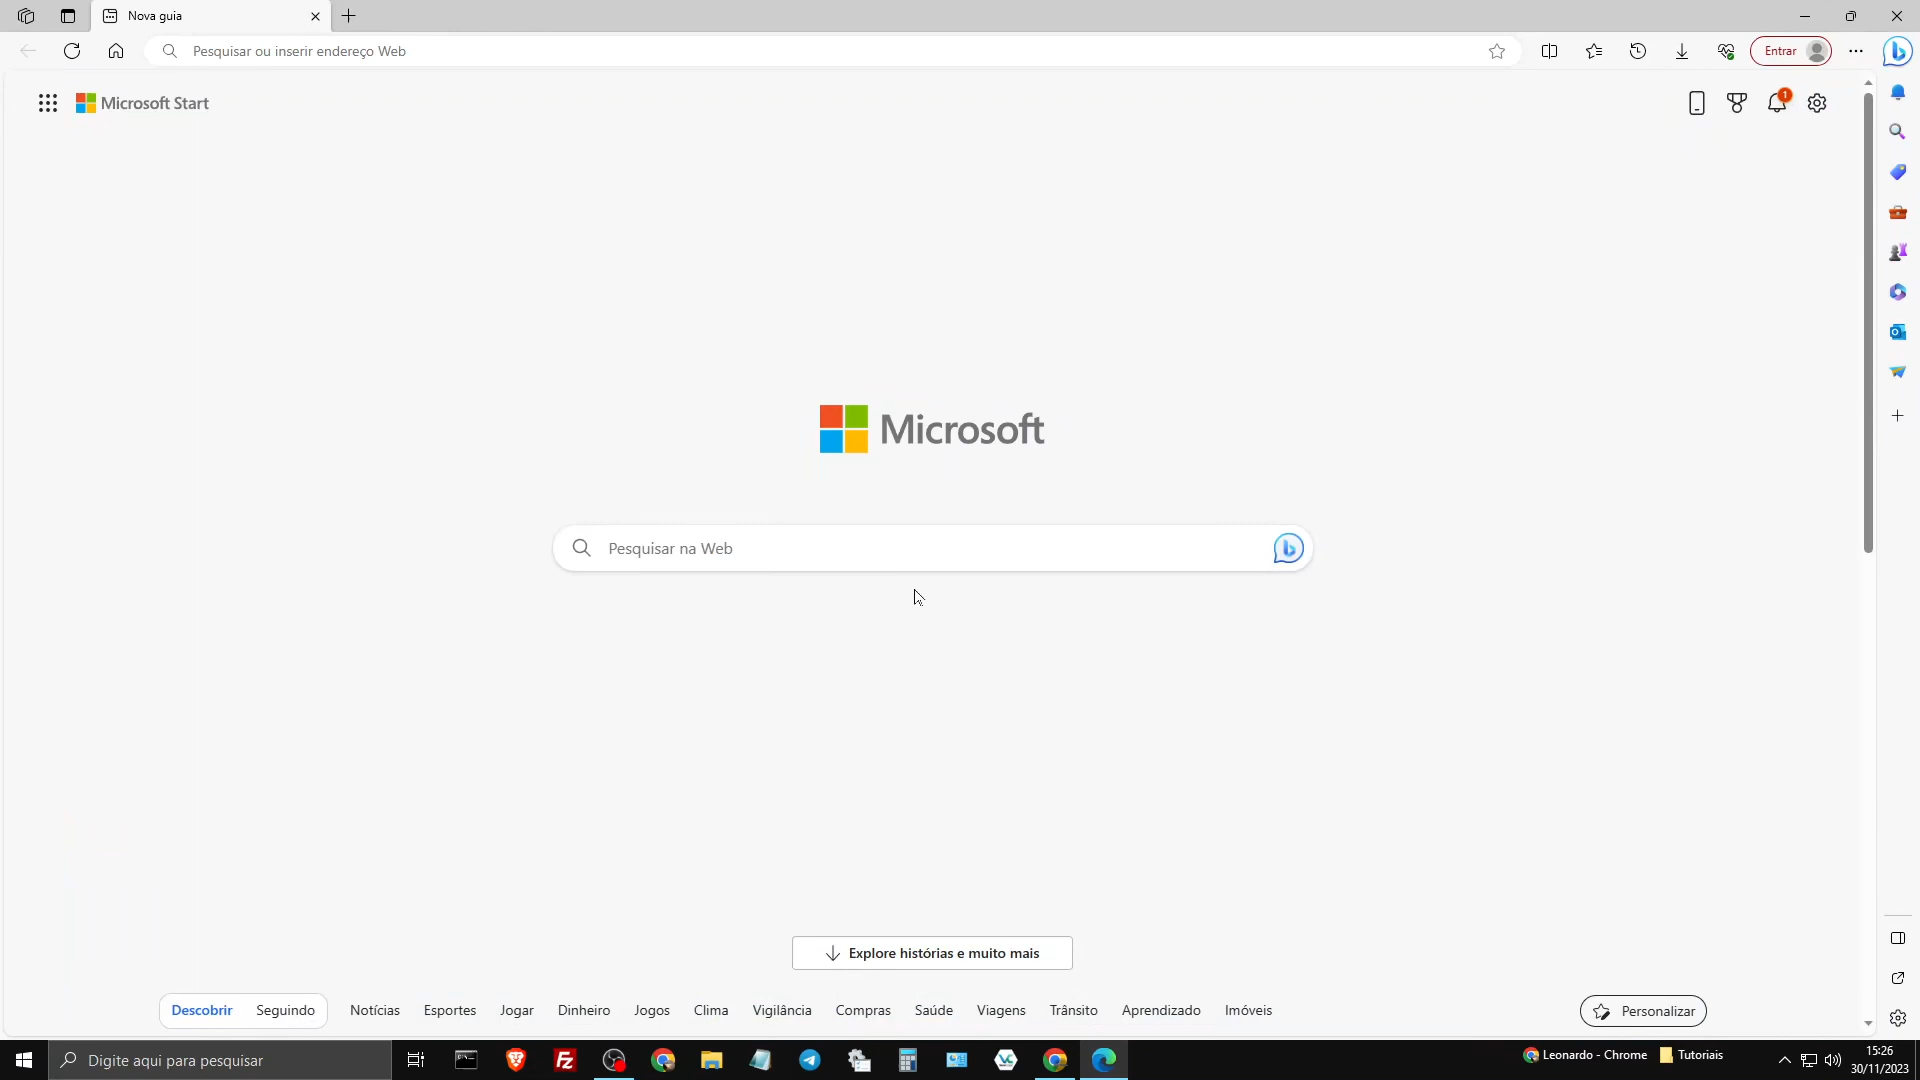 Nova guia
Pesquisar ou inserir endereço Web
Entrar
Microsoft Start
1
Microsoft
Pesquisar na Web
Explore histórias e muito mais
Descobrir Seguindo Notícias Esportes Jogar Dinheiro Jogos Clima Vigilância Compras Saúde Viagens Trânsito Aprendizado Imóveis Personalizar
Digite aqui para pesquisar
Leonardo - Chrome Tutoriais
15:26
30/11/2023